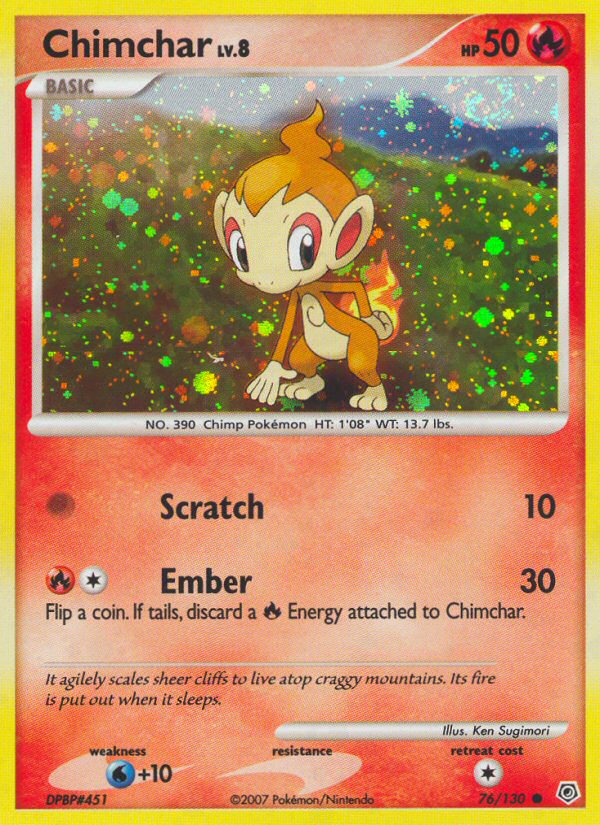 Chimchar LV.8 HP 50
BASIC
NO. 390 Chimp Pokémon HT: 1'08" WT: 13.7 lbs.
Scratch 10
Ember 30
Flip a coin. If tails, discard a Energy attached to Chimchar.
It agilely scales sheer cliffs to live atop craggy mountains. Its fire
is put out when it sleeps.
Illus. Ken Sugimori
weakness resistance retreat cost
+10
DPBP#451 ©2007 Pokémon/Nintendo 76/130